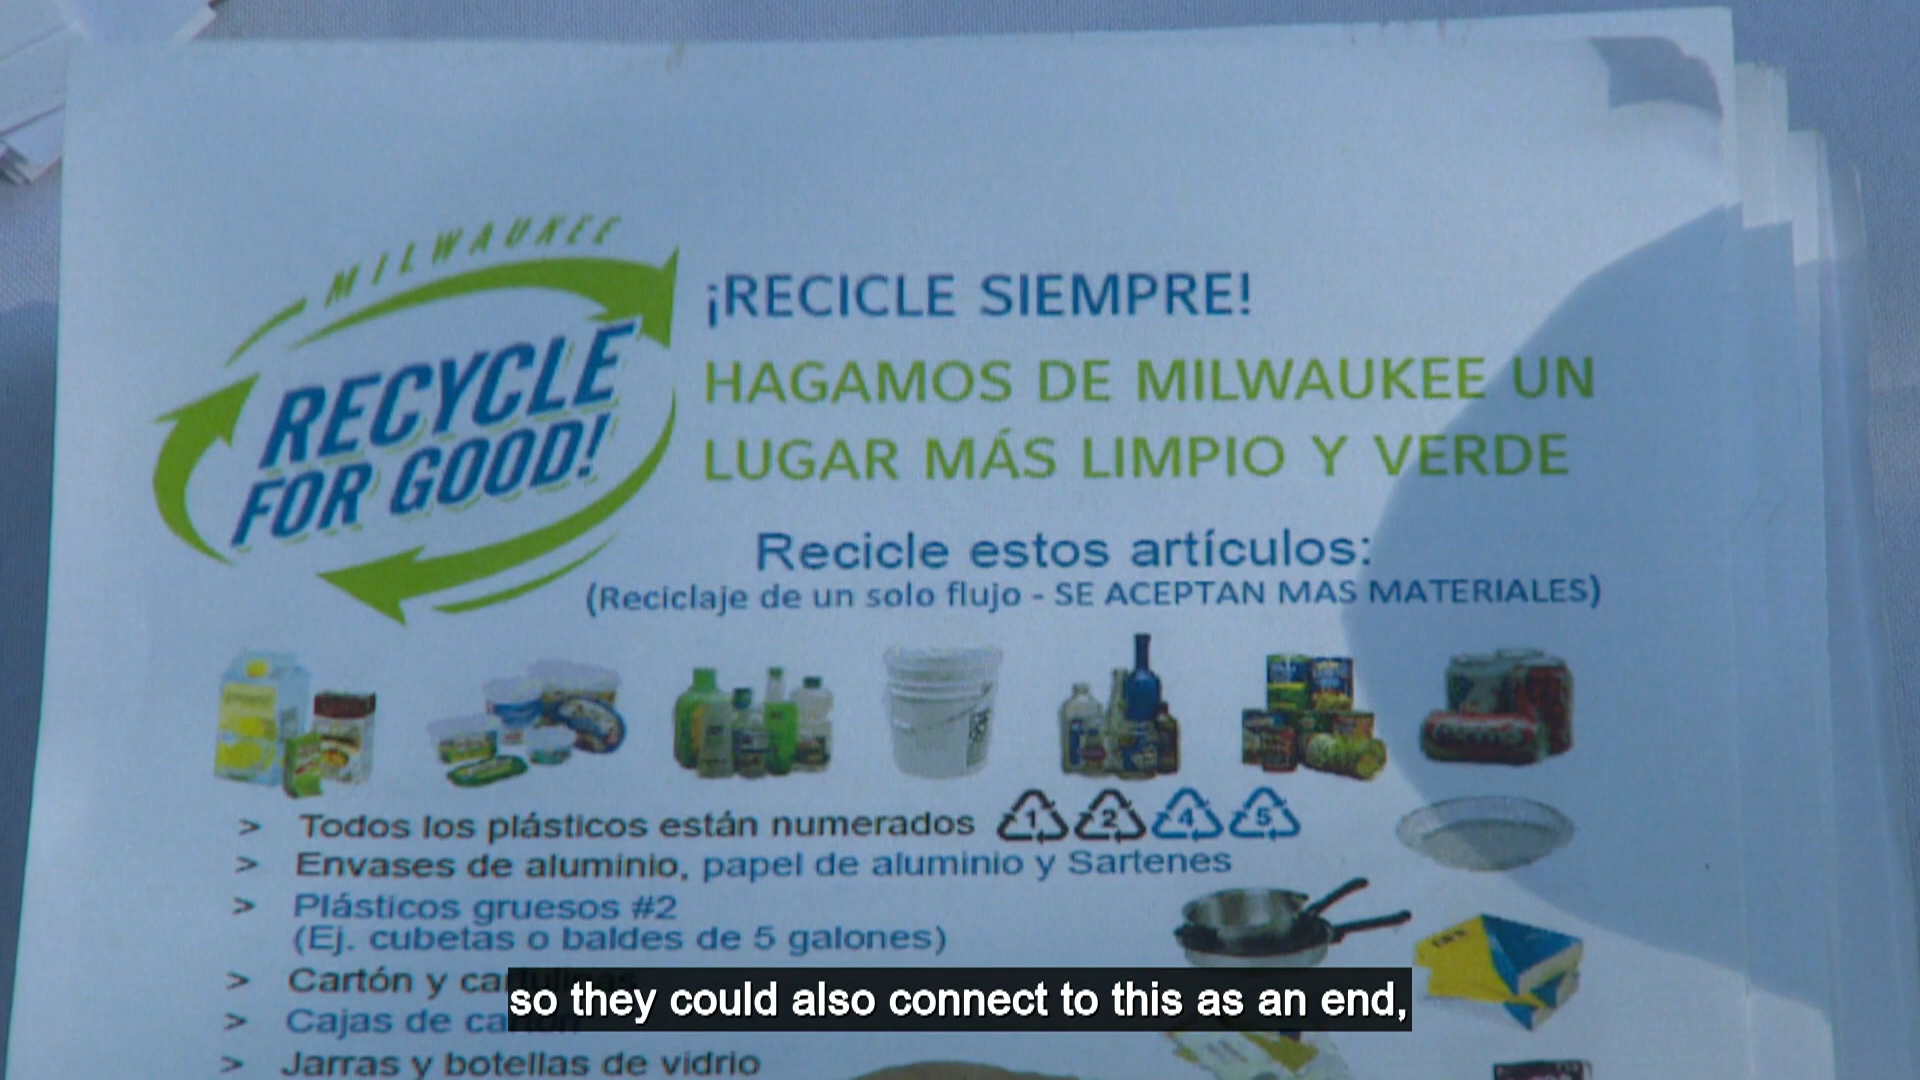 MILWAUKEE
RECYCLE
FOR GOOD!
¡RECICLE SIEMPRE!
HAGAMOS DE MILWAUKEE UN
LUGAR MÁS LIMPIO Y VERDE
Recicle estos artículos:
(Reciclaje de un solo flujo - SE ACEPTAN MAS MATERIALES)
> Todos los plásticos están numerados 1 2 4 5
> Envases de aluminio, papel de aluminio y Sartenes
> Plásticos gruesos #2
(Ej. cubetas o baldes de 5 galones)
> Cartón y cartulinas
> Cajas de cartón
so they could also connect to this as an end,
> Jarras y botellas de vidrio